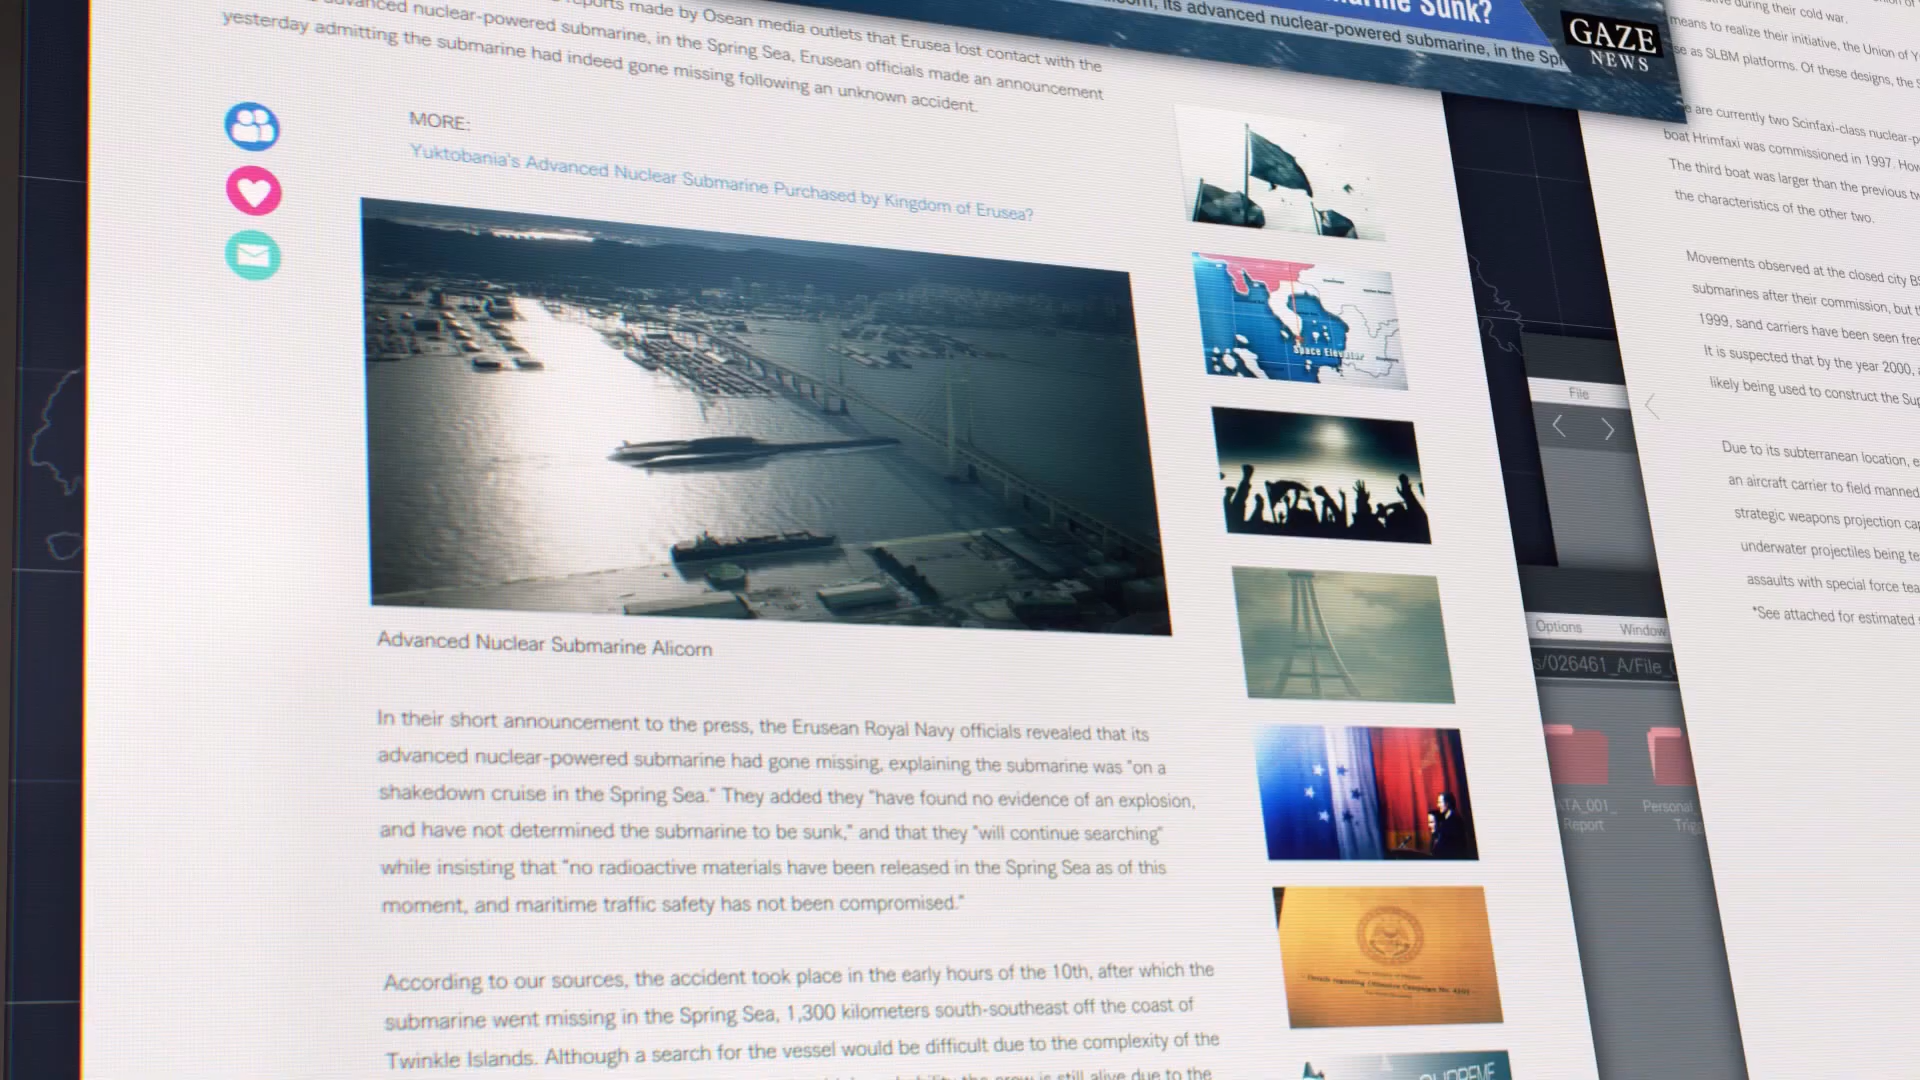 Sunk?
its advanced nuclear-powered submarine, in the
GAZE
NEWS
made by Osean media outlets that Erusea lost contact with the
nuclear-powered submarine, in the Spring Sea, Erusean officials made an announcement
yesterday admitting the submarine had indeed gone missing following an unknown accident.
MORE:
Yuktobania's Advanced Nuclear Submarine Purchased by Kingdom of Erusea?
Space Elevator
Advanced Nuclear Submarine Alicorn
In their short announcement to the press, the Erusean Royal Navy officials revealed that its
advanced nuclear-powered submarine had gone missing, explaining the submarine was "on a
shakedown cruise in the Spring Sea." They added they "have found no evidence of an explosion,
and have not determined the submarine to be sunk," and that they "will continue searching"
while insisting that "no radioactive materials have been released in the Spring Sea as of this
moment, and maritime traffic safety has not been compromised."
According to our sources, the accident took place in the early hours of the 10th, after which the
submarine went missing in the Spring Sea, 1,300 kilometers south-southeast off the coast of
Twinkle Islands. Although a search for the vessel would be difficult due to the complexity of the
is still alive due to the
during their cold war.
means to realize their initiative, the Union of
as SLBM platforms. Of these designs, the
are currently two Scinfaxi-class
boat Hrimfaxi was commissioned in 1997.
The third boat was larger than the previous
the characteristics of the other two.
Movements observed at the closed city
submarines after their commission, but
1999, sand carriers have been seen
It is suspected that by the year 2000,
likely being used to construct the
Due to its subterranean location,
an aircraft carrier to field manned
strategic weapons projection
underwater projectiles being
assaults with special force
*See attached for estimated
File
Options Window
/026461_A/File_
Report
Personal